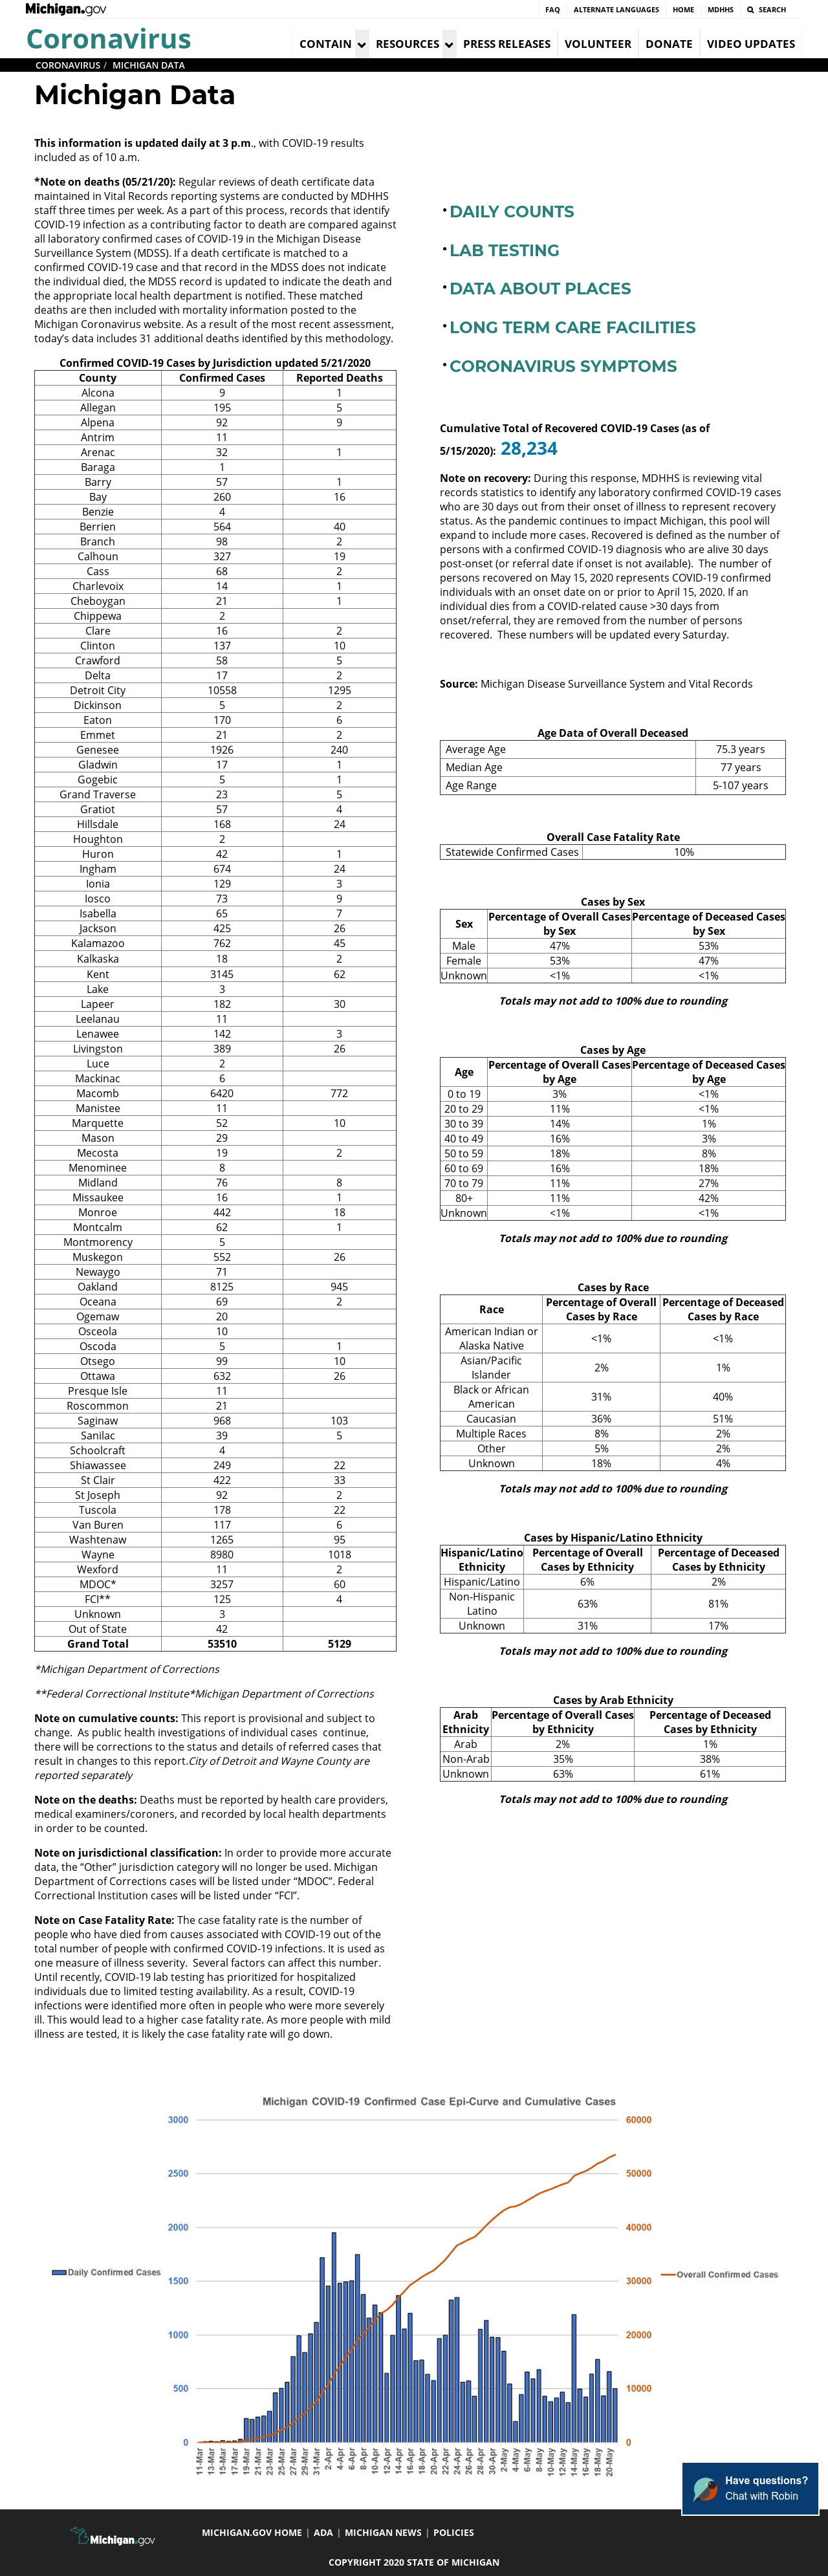 Michigan.gov
FAQ ALTERNATE LANGUAGES HOME MDHHS SEARCH
Coronavirus
CONTAIN RESOURCES PRESS RELEASES VOLUNTEER DONATE VIDEO UPDATES
CORONAVIRUS / MICHIGAN DATA
Michigan Data
This information is updated daily at 3 p.m., with COVID-19 results
included as of 10 a.m.
*Note on deaths (05/21/20): Regular reviews of death certificate data
maintained in Vital Records reporting systems are conducted by MDHHS
staff three times per week. As a part of this process, records that identify
COVID-19 infection as a contributing factor to death are compared against
all laboratory confirmed cases of COVID-19 in the Michigan Disease
Surveillance System (MDSS). If a death certificate is matched to a
confirmed COVID-19 case and that record in the MDSS does not indicate
the individual died, the MDSS record is updated to indicate the death and
the appropriate local health department is notified. These matched
deaths are then included with mortality information posted to the
Michigan Coronavirus website. As a result of the most recent assessment,
today's data includes 31 additional deaths identified by this methodology.
Confirmed COVID-19 Cases by Jurisdiction updated 5/21/2020
County Confirmed Cases Reported Deaths
Alcona 9 1
Allegan 195 5
Alpena 92 9
Antrim 11
Arenac 32 1
Baraga 1
Barry 57 1
Bay 260 16
Benzie 4
Berrien 564 40
Branch 98 2
Calhoun 327 19
Cass 68 2
Charlevoix 14 1
Cheboygan 21 1
Chippewa 2
Clare 16 2
Clinton 137 10
Crawford 58 5
Delta 17 2
Detroit City 10558 1295
Dickinson 5 2
Eaton 170 6
Emmet 21 2
Genesee 1926 240
Gladwin 17 1
Gogebic 5 1
Grand Traverse 23 5
Gratiot 57 4
Hillsdale 168 24
Houghton 2
Huron 42 1
Ingham 674 24
Ionia 129 3
Iosco 73 9
Isabella 65 7
Jackson 425 26
Kalamazoo 762 45
Kalkaska 18 2
Kent 3145 62
Lake 3
Lapeer 182 30
Leelanau 11
Lenawee 142 3
Livingston 389 26
Luce 2
Mackinac 6
Macomb 6420 772
Manistee 11
Marquette 52 10
Mason 29
Mecosta 19 2
Menominee 8
Midland 76 8
Missaukee 16 1
Monroe 442 18
Montcalm 62 1
Montmorency 5
Muskegon 552 26
Newaygo 71
Oakland 8125 945
Oceana 69 2
Ogemaw 20
Osceola 10
Oscoda 5 1
Otsego 99 10
Ottawa 632 26
Presque Isle 11
Roscommon 21
Saginaw 968 103
Sanilac 39 5
Schoolcraft 4
Shiawassee 249 22
St Clair 422 33
St Joseph 92 2
Tuscola 178 22
Van Buren 117 6
Washtenaw 1265 95
Wayne 8980 1018
Wexford 11 2
MDOC* 3257 60
FCI** 125 4
Unknown 3
Out of State 42
Grand Total 53510 5129
*Michigan Department of Corrections
**Federal Correctional Institute*Michigan Department of Corrections
Note on cumulative counts: This report is provisional and subject to
change. As public health investigations of individual cases continue,
there will be corrections to the status and details of referred cases that
result in changes to this report.City of Detroit and Wayne County are
reported separately
Note on the deaths: Deaths must be reported by health care providers,
medical examiners/coroners, and recorded by local health departments
in order to be counted.
Note on jurisdictional classification: In order to provide more accurate
data, the "Other" jurisdiction category will no longer be used. Michigan
Department of Corrections cases will be listed under "MDOC". Federal
Correctional Institution cases will be listed under "FCI".
Note on Case Fatality Rate: The case fatality rate is the number of
people who have died from causes associated with COVID-19 out of the
total number of people with confirmed COVID-19 infections. It is used as
one measure of illness severity. Several factors can affect this number.
Until recently, COVID-19 lab testing has prioritized for hospitalized
individuals due to limited testing availability. As a result, COVID-19
infections were identified more often in people who were more severely
ill. This would lead to a higher case fatality rate. As more people with mild
illness are tested, it is likely the case fatality rate will go down.
· DAILY COUNTS
· LAB TESTING
· DATA ABOUT PLACES
· LONG TERM CARE FACILITIES
· CORONAVIRUS SYMPTOMS
Cumulative Total of Recovered COVID-19 Cases (as of
5/15/2020): 28,234
Note on recovery: During this response, MDHHS is reviewing vital
records statistics to identify any laboratory confirmed COVID-19 cases
who are 30 days out from their onset of illness to represent recovery
status. As the pandemic continues to impact Michigan, this pool will
expand to include more cases. Recovered is defined as the number of
persons with a confirmed COVID-19 diagnosis who are alive 30 days
post-onset (or referral date if onset is not available). The number of
persons recovered on May 15, 2020 represents COVID-19 confirmed
individuals with an onset date on or prior to April 15, 2020. If an
individual dies from a COVID-related cause >30 days from
onset/referral, they are removed from the number of persons
recovered. These numbers will be updated every Saturday.
Source: Michigan Disease Surveillance System and Vital Records
Age Data of Overall Deceased
Average Age 75.3 years
Median Age 77 years
Age Range 5-107 years
Overall Case Fatality Rate
Statewide Confirmed Cases 10%
Cases by Sex
Sex Percentage of Overall Cases by Sex Percentage of Deceased Cases by Sex
Male 47% 53%
Female 53% 47%
Unknown <1% <1%
Totals may not add to 100% due to rounding
Cases by Age
Age Percentage of Overall Cases by Age Percentage of Deceased Cases by Age
0 to 19 3% <1%
20 to 29 11% <1%
30 to 39 14% 1%
40 to 49 16% 3%
50 to 59 18% 8%
60 to 69 16% 18%
70 to 79 11% 27%
80+ 11% 42%
Unknown <1% <1%
Totals may not add to 100% due to rounding
Cases by Race
Race Percentage of Overall Cases by Race Percentage of Deceased Cases by Race
American Indian or Alaska Native <1% <1%
Asian/Pacific Islander 2% 1%
Black or African American 31% 40%
Caucasian 36% 51%
Multiple Races 8% 2%
Other 5% 2%
Unknown 18% 4%
Totals may not add to 100% due to rounding
Cases by Hispanic/Latino Ethnicity
Hispanic/Latino Ethnicity Percentage of Overall Cases by Ethnicity Percentage of Deceased Cases by Ethnicity
Hispanic/Latino 6% 2%
Non-Hispanic Latino 63% 81%
Unknown 31% 17%
Totals may not add to 100% due to rounding
Cases by Arab Ethnicity
Arab Ethnicity Percentage of Overall Cases by Ethnicity Percentage of Deceased Cases by Ethnicity
Arab 2% 1%
Non-Arab 35% 38%
Unknown 63% 61%
Totals may not add to 100% due to rounding
Michigan COVID-19 Confirmed Case Epi-Curve and Cumulative Cases
3000 60000
2500 50000
2000 40000
Daily Confirmed Cases
Overall Confirmed Cases
1500 30000
1000 20000
500 10000
0 0
11-Mar 13-Mar 15-Mar 17-Mar 19-Mar 21-Mar 23-Mar 25-Mar 27-Mar 29-Mar 31-Mar 2-Apr 4-Apr 6-Apr 8-Apr 10-Apr 12-Apr 14-Apr 16-Apr 18-Apr 20-Apr 22-Apr 24-Apr 26-Apr 28-Apr 30-Apr 2-May 4-May 6-May 8-May 10-May 12-May 14-May 16-May 18-May 20-May
Have questions?
Chat with Robin
Michigan.gov
MICHIGAN.GOV HOME | ADA | MICHIGAN NEWS | POLICIES
COPYRIGHT 2020 STATE OF MICHIGAN